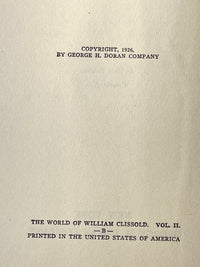 COPYRIGHT, 1926,
BY GEORGE H. DORAN COMPANY
THE WORLD OF WILLIAM CLISSOLD. VOL. II.
—B—
PRINTED IN THE UNITED STATES OF AMERICA